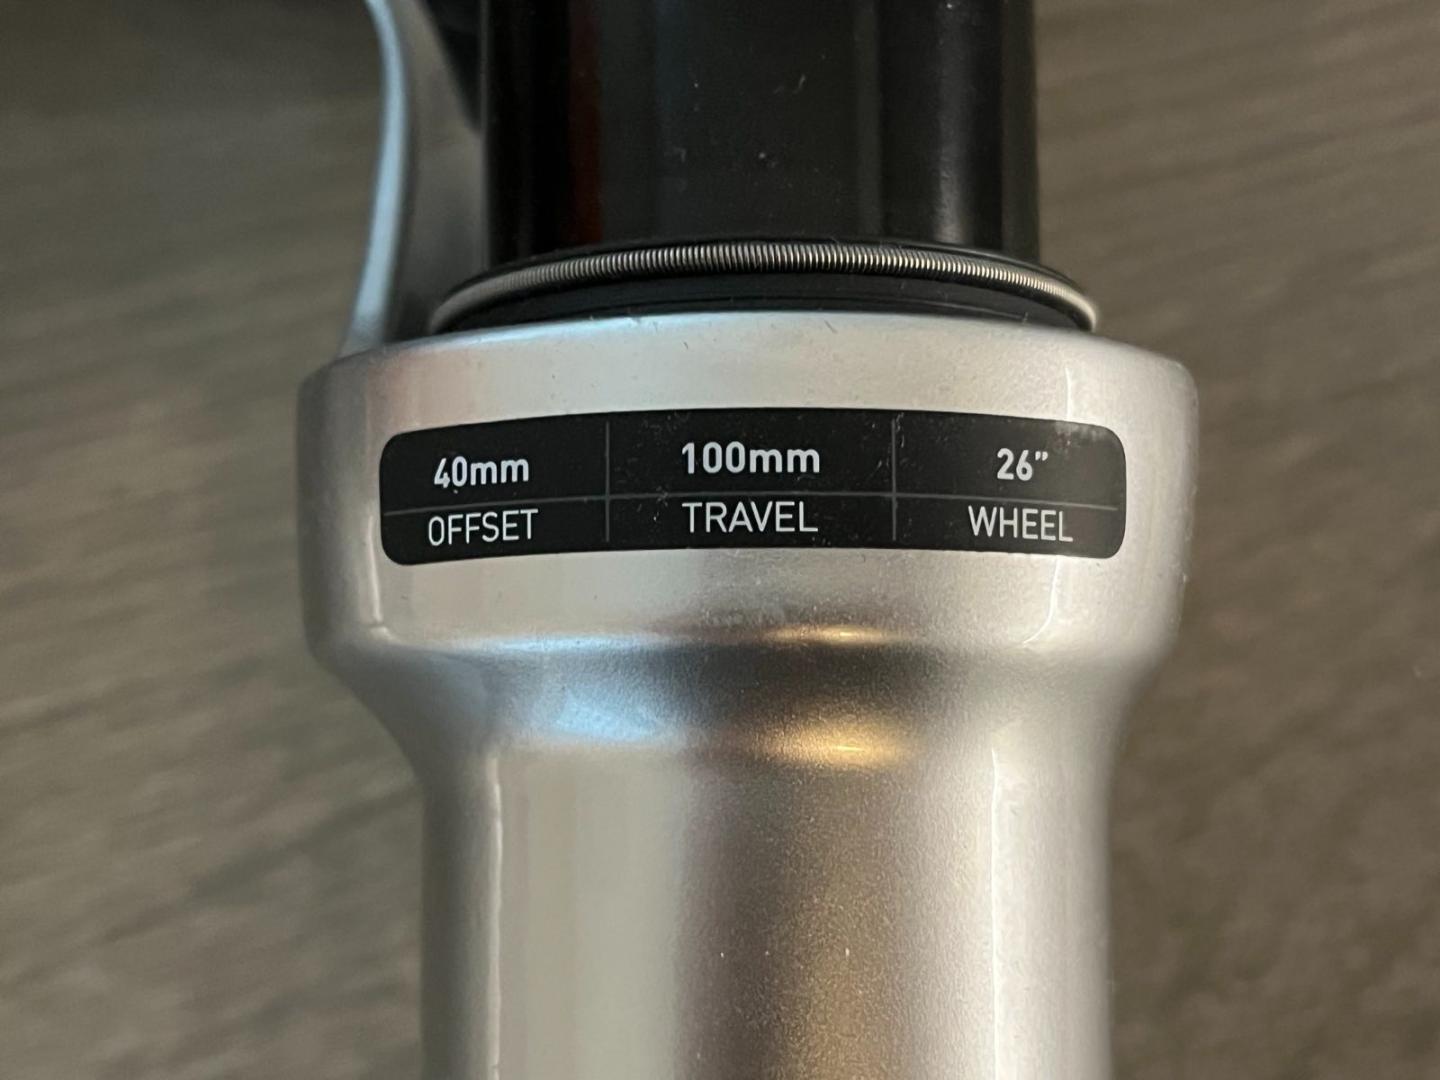 40mm 100mm 26”
OFFSET TRAVEL WHEEL